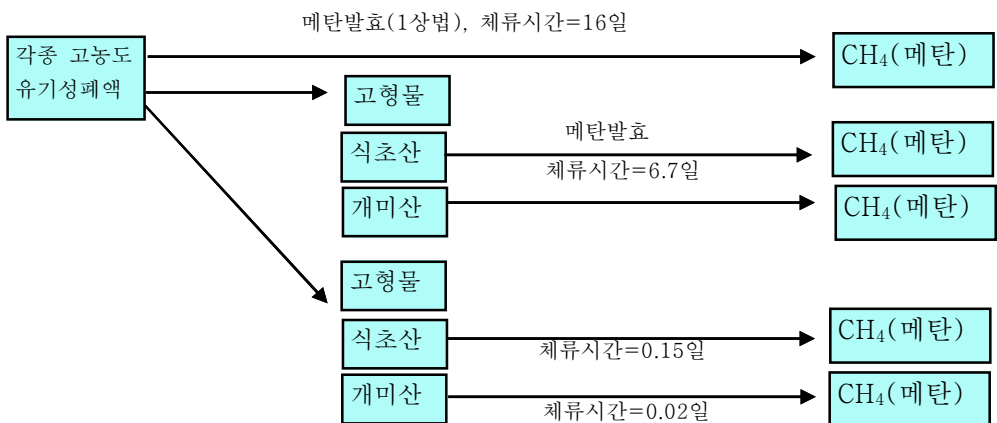 메탄발효(1상법), 체류시간=16일
각종 고농도
유기성폐액
CH₄(메탄)
고형물
식초산
메탄발효
체류시간=6.7일
CH₄(메탄)
개미산
CH₄(메탄)
고형물
식초산
체류시간=0.15일
CH₄(메탄)
개미산
체류시간=0.02일
CH₄(메탄)